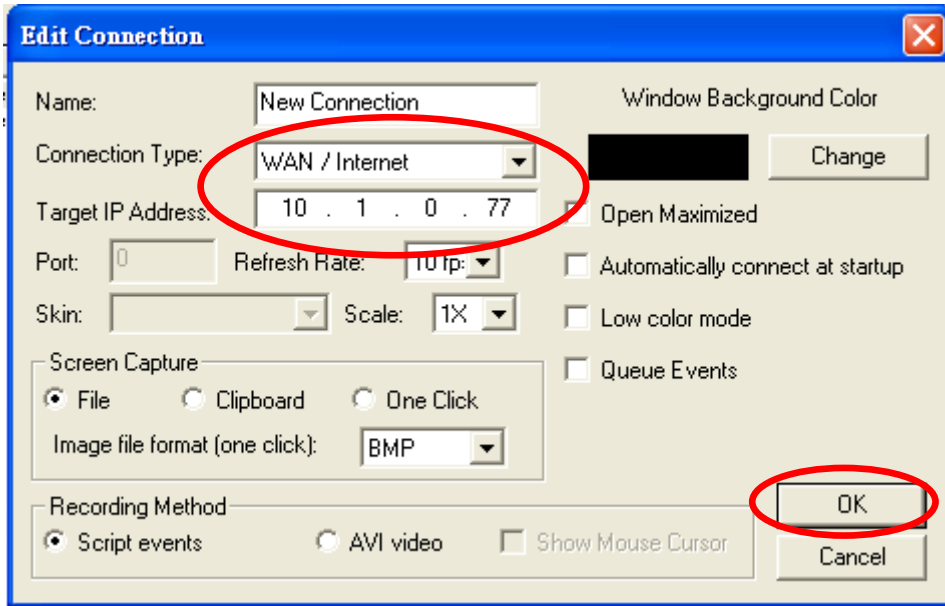 Edit Connection
Name: New Connection Window Background Color
Connection Type: WAN / Internet Change
Target IP Address: 10 . 1 . 0 . 77 Open Maximized
Port: 0 Refresh Rate: 10 fps Automatically connect at startup
Skin: Scale: 1X Low color mode
Screen Capture Queue Events
File Clipboard One Click
Image file format (one click): BMP
Recording Method OK
Script events AVI video Show Mouse Cursor Cancel